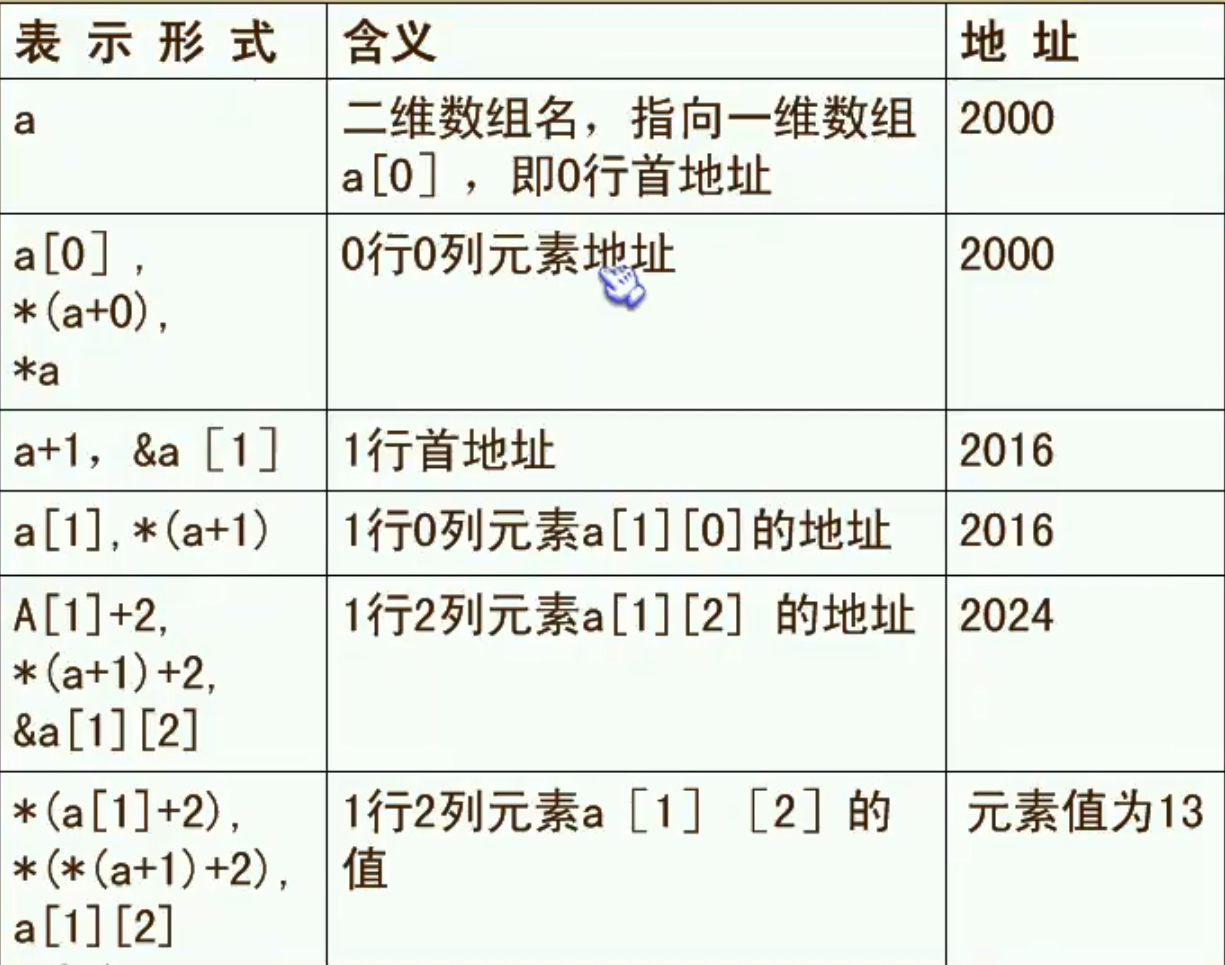 表 示 形 式 含义 地 址
a 二维数组名，指向一维数组 2000
a[0] ，即0行首地址
a[0] , 0行0列元素地址 2000
*(a+0),
*a
a+1，&a [1] 1行首地址 2016
a[1],*(a+1) 1行0列元素a[1][0]的地址 2016
A[1]+2, 1行2列元素a[1][2] 的地址 2024
*(a+1)+2,
&a[1][2]
*(a[1]+2), 1行2列元素a [1] [2] 的 元素值为13
*(*(a+1)+2), 值
a[1][2]